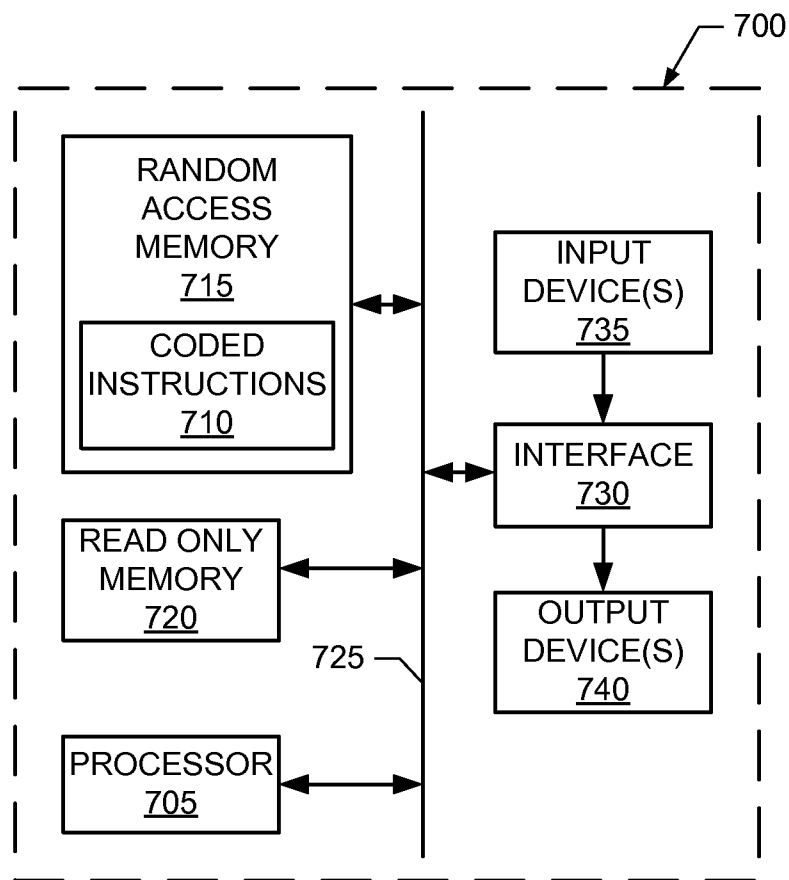 700
RANDOM
ACCESS
MEMORY
715
CODED
INSTRUCTIONS
710
READ ONLY
MEMORY
720
725
PROCESSOR
705
INPUT
DEVICE(S)
735
INTERFACE
730
OUTPUT
DEVICE(S)
740